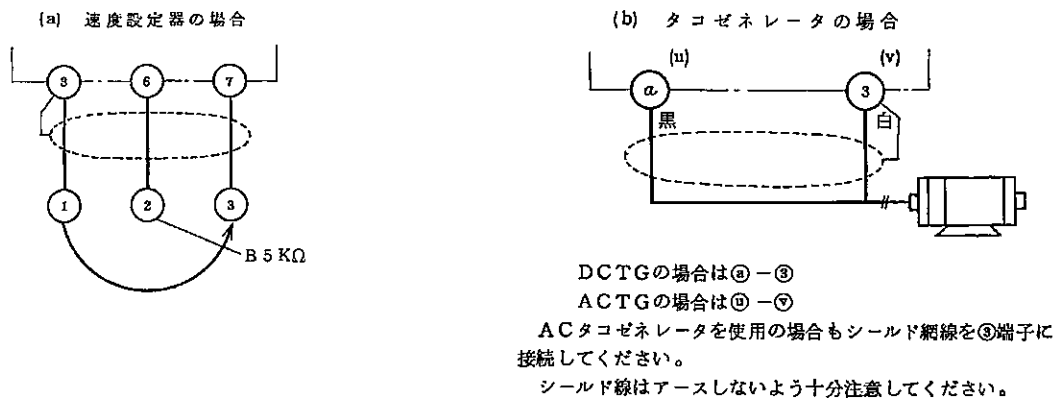 (a) 速度設定器の場合
3 6 7
1 2 3
B5KΩ
(b) タコゼネレータの場合
(u) (v)
a 3
黒 白
DCTGの場合はⓐ－③
ACTGの場合はⓤ－ⓥ
ACタコゼネレータを使用の場合もシールド網線を③端子に
接続してください。
シールド線はアースしないよう十分注意してください。